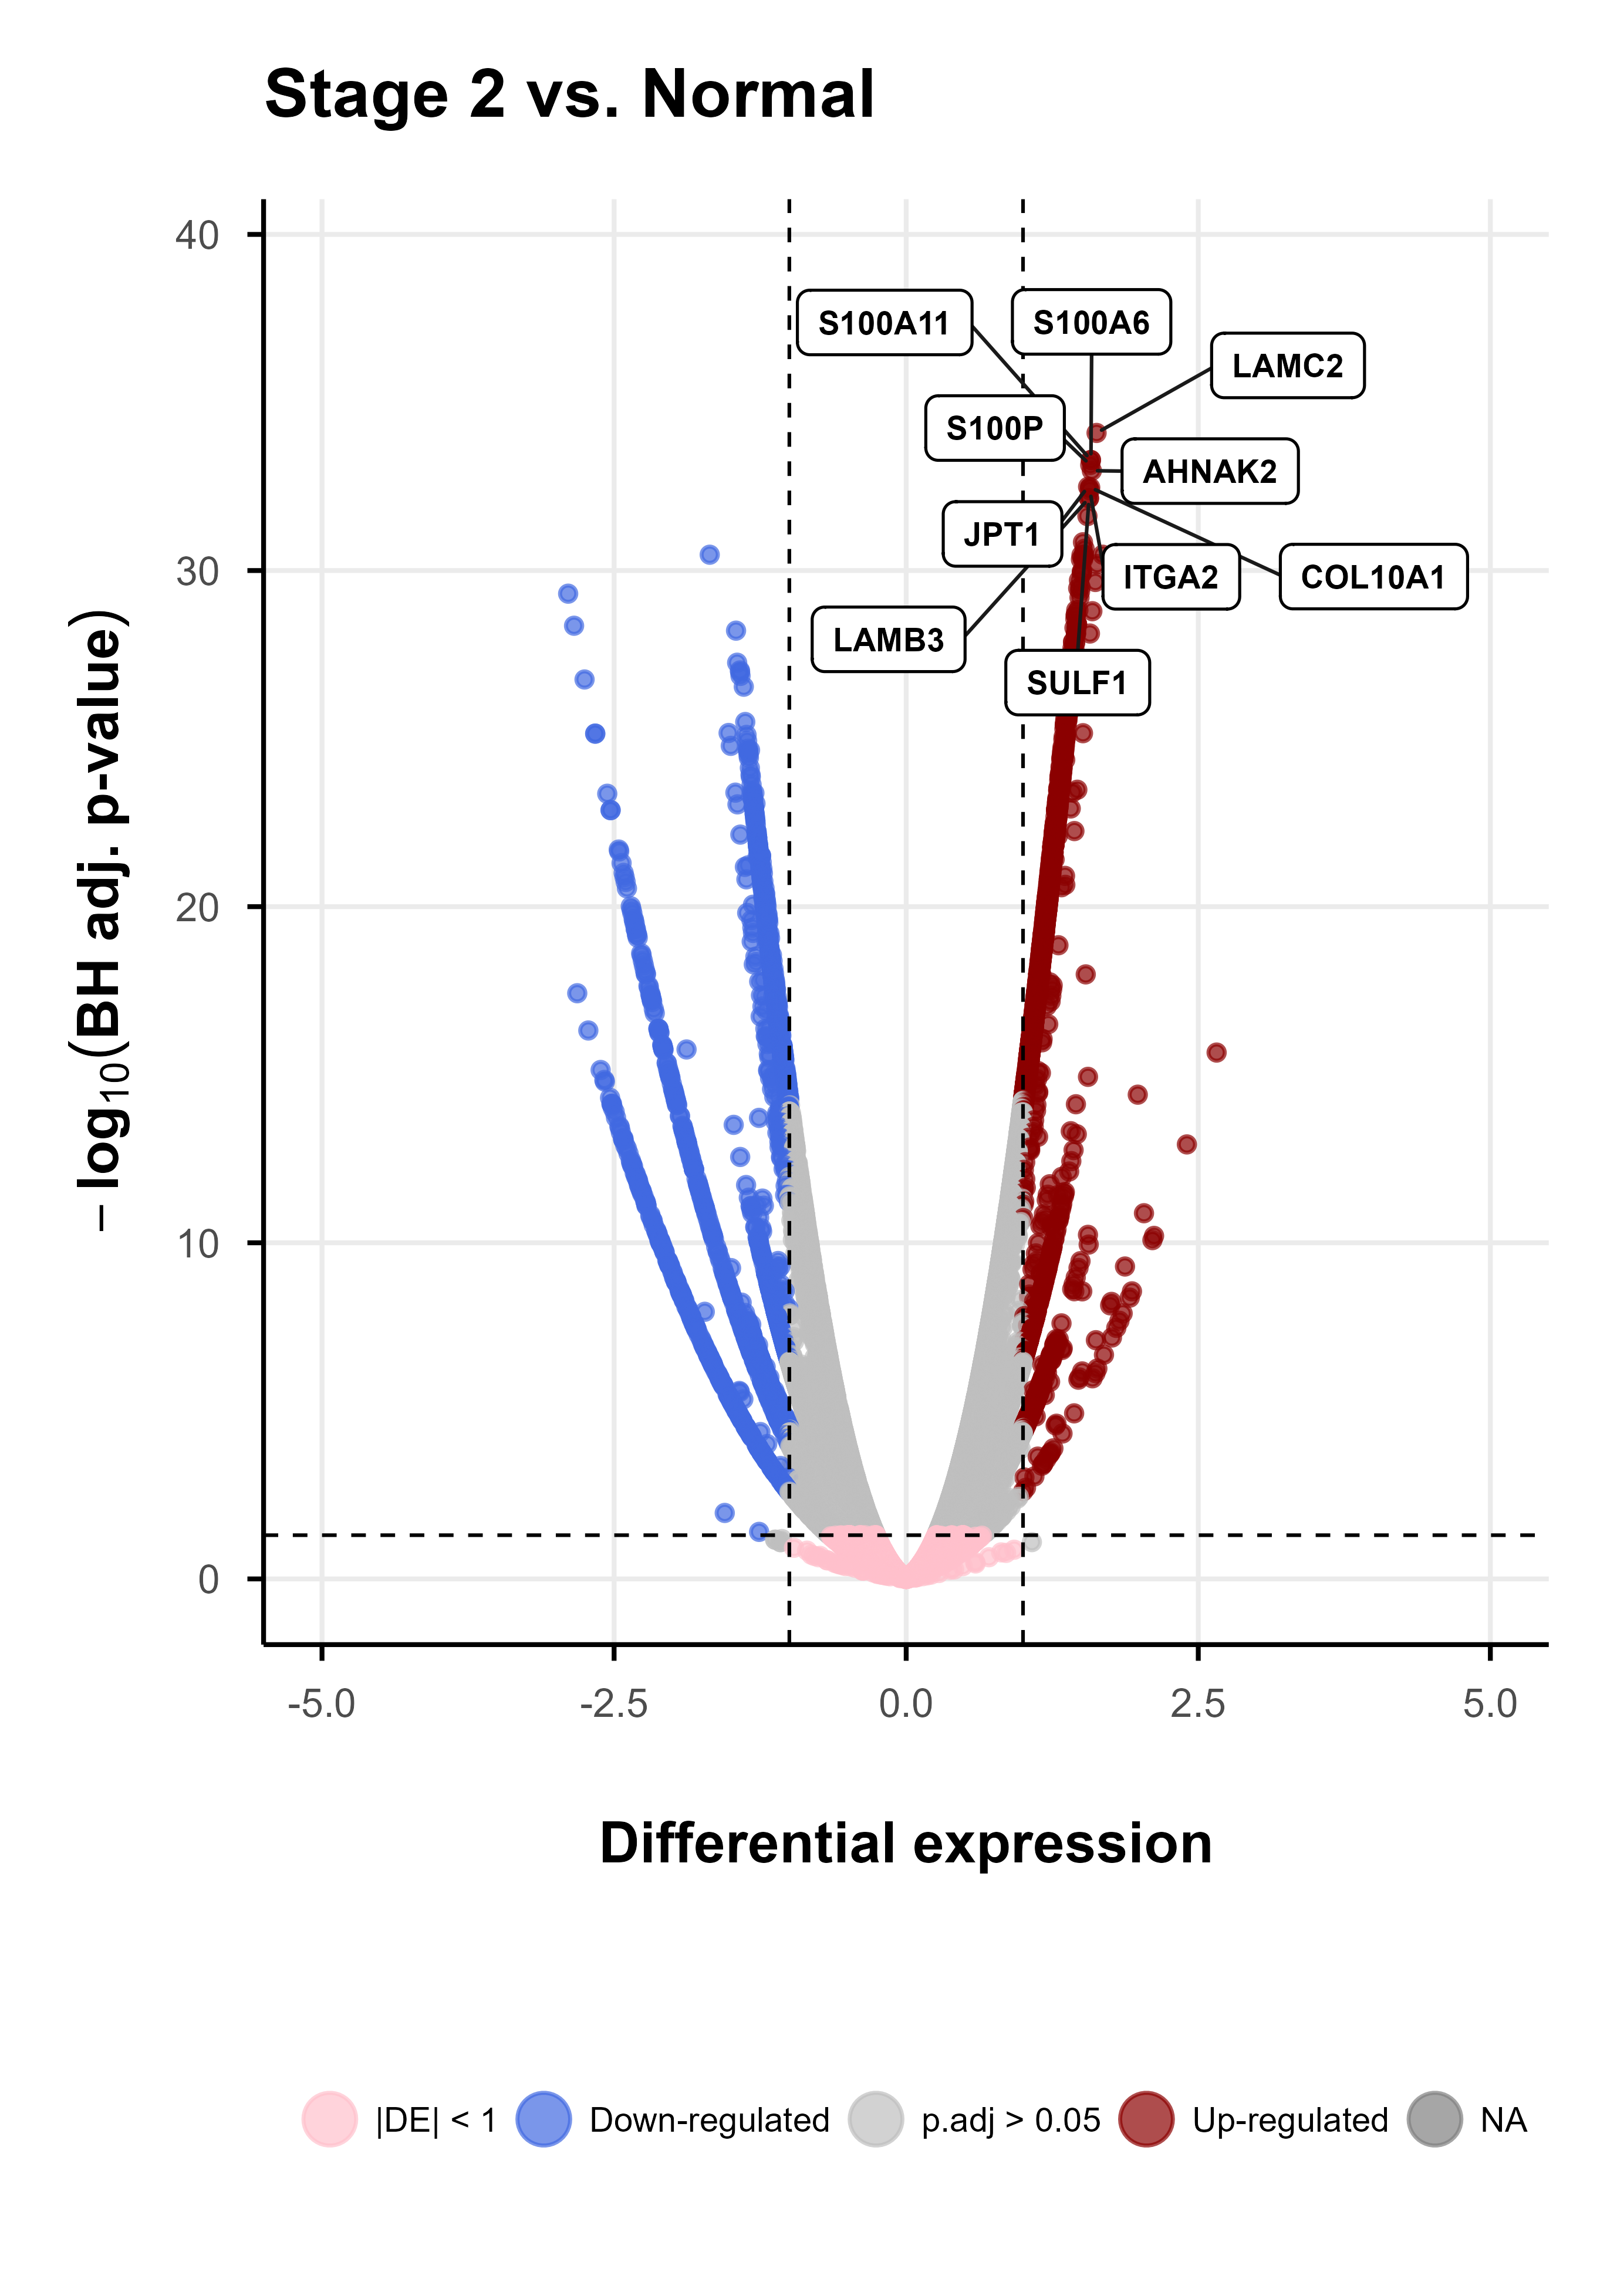 Stage 2 vs. Normal
− log10(BH adj. p-value)
40
30
20
10
0
S100A11
S100A6
LAMC2
S100P
AHNAK2
JPT1
ITGA2
COL10A1
LAMB3
SULF1
-5.0 -2.5 0.0 2.5 5.0
Differential expression
|DE| < 1 Down-regulated p.adj > 0.05 Up-regulated NA